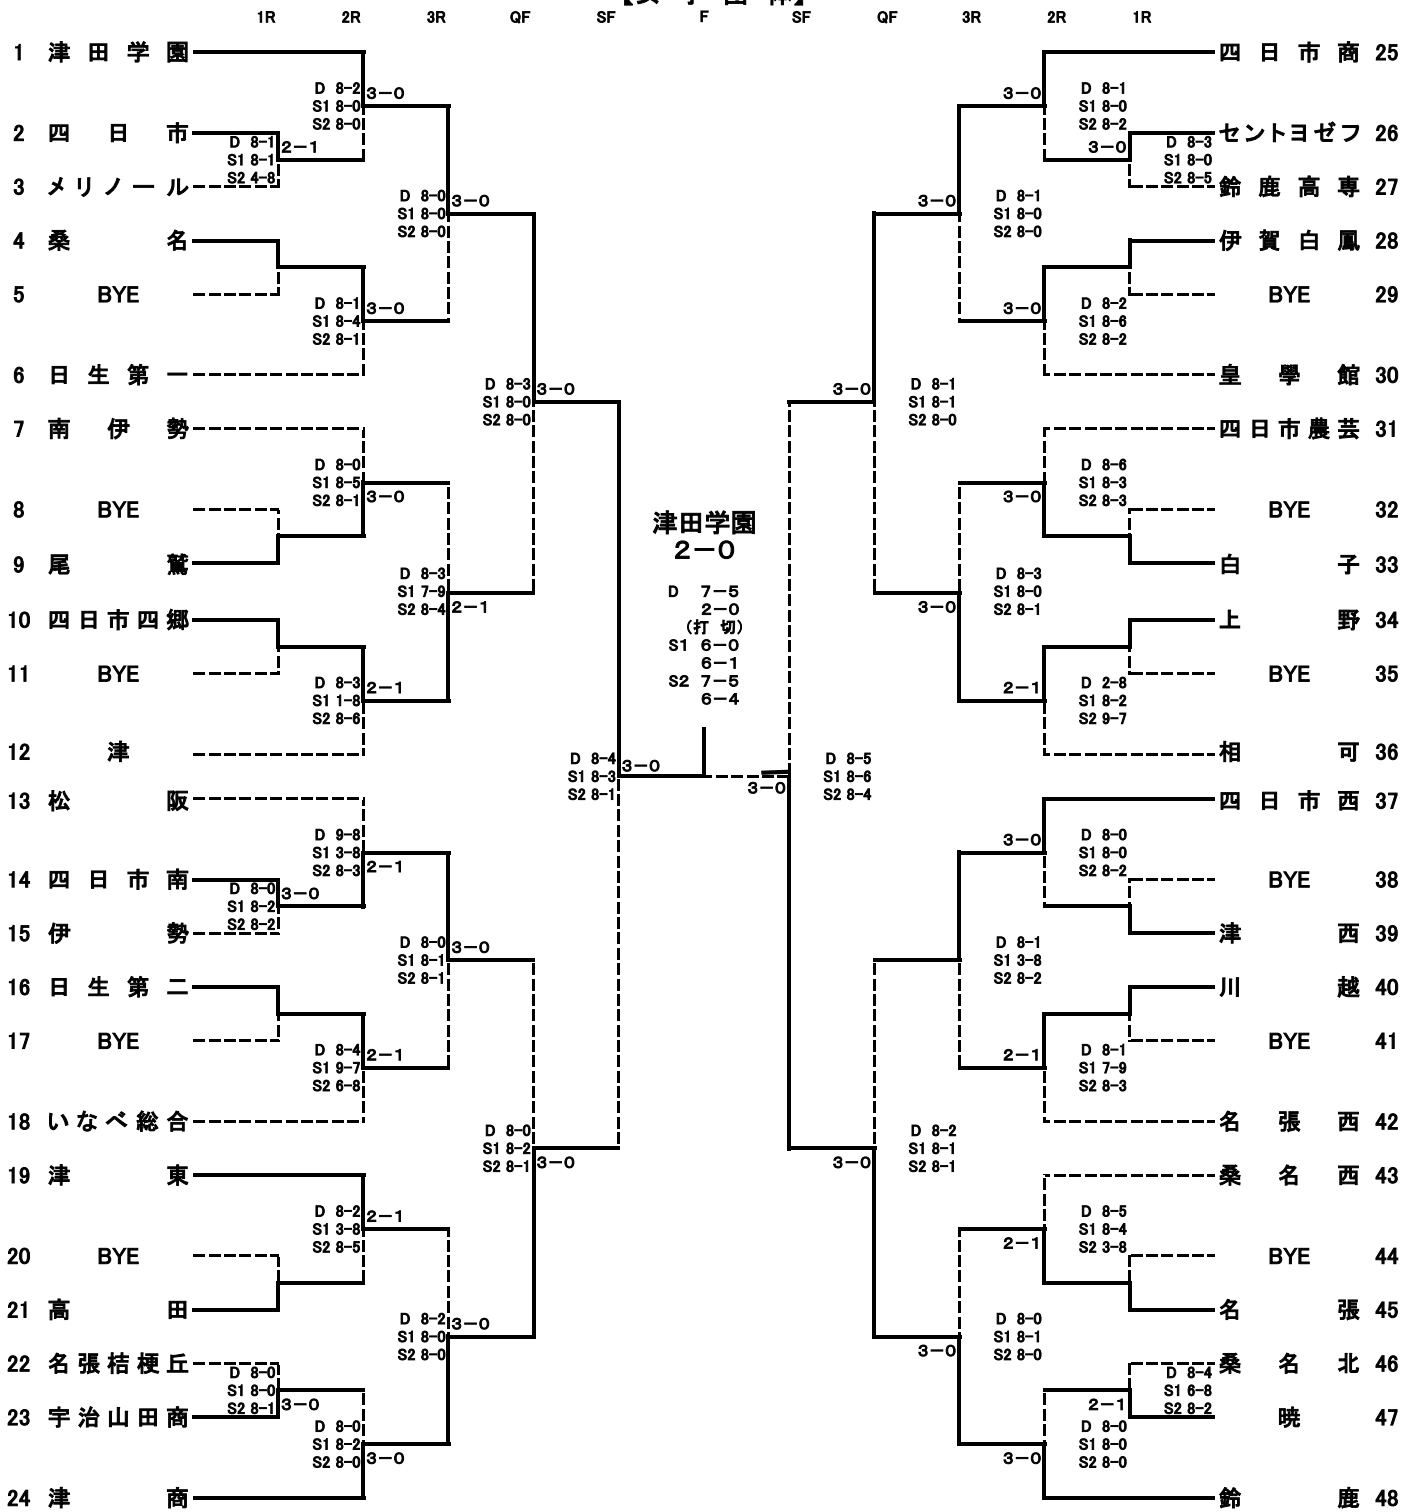 1R 2R 3R QF SF F SF QF 3R 2R 1R
1 津田学園
2 四日市
3 メリノール
4 桑名
5 BYE
6 日生第一
7 南伊勢
8 BYE
9 尾鷲
10 四日市四郷
11 BYE
12 津
13 松阪
14 四日市南
15 伊勢
16 日生第二
17 BYE
18 いなべ総合
19 津東
20 BYE
21 高田
22 名張桔梗丘
23 宇治山田商
24 津商
D 8-1
S1 8-1
S2 4-8
2-1
D 8-0
S1 8-2
S2 8-2
3-0
D 8-0
S1 8-0
S2 8-1
3-0
D 8-2
S1 8-0
S2 8-0
3-0
D 8-1
S1 8-4
S2 8-1
3-0
D 8-0
S1 8-5
S2 8-1
3-0
D 8-3
S1 1-8
S2 8-6
2-1
D 9-8
S1 3-8
S2 8-3
2-1
D 8-4
S1 9-7
S2 6-8
2-1
D 8-2
S1 3-8
S2 8-5
2-1
D 8-0
S1 8-2
S2 8-0
3-0
D 8-0
S1 8-0
S2 8-0
3-0
D 8-3
S1 7-9
S2 8-4
2-1
D 8-0
S1 8-1
S2 8-1
3-0
D 8-2
S1 8-0
S2 8-0
3-0
D 8-3
S1 8-0
S2 8-0
3-0
D 8-0
S1 8-2
S2 8-1
3-0
D 8-4
S1 8-3
S2 8-1
3-0
津田学園
2-0
D 7-5
2-0
(打切)
S1 6-0
6-1
S2 7-5
6-4
3-0
D 8-5
S1 8-6
S2 8-4
3-0
D 8-1
S1 8-1
S2 8-0
3-0
D 8-2
S1 8-1
S2 8-1
3-0
D 8-1
S1 8-0
S2 8-0
3-0
D 8-3
S1 8-0
S2 8-1
D 8-1
S1 3-8
S2 8-2
3-0
D 8-0
S1 8-1
S2 8-0
3-0
D 8-1
S1 8-0
S2 8-2
3-0
D 8-2
S1 8-6
S2 8-2
3-0
D 8-6
S1 8-3
S2 8-3
2-1
D 2-8
S1 8-2
S2 9-7
3-0
D 8-0
S1 8-0
S2 8-2
2-1
D 8-1
S1 7-9
S2 8-3
2-1
D 8-5
S1 8-4
S2 3-8
3-0
D 8-0
S1 8-0
S2 8-0
3-0
D 8-3
S1 8-0
S2 8-5
2-1
D 8-4
S1 6-8
S2 8-2
四日市商 25
セントヨゼフ 26
鈴鹿高専 27
伊賀白鳳 28
BYE 29
皇學館 30
四日市農芸 31
BYE 32
白子 33
上野 34
BYE 35
相可 36
四日市西 37
BYE 38
津西 39
川越 40
BYE 41
名張西 42
桑名西 43
BYE 44
名張 45
桑名北 46
暁 47
鈴鹿 48